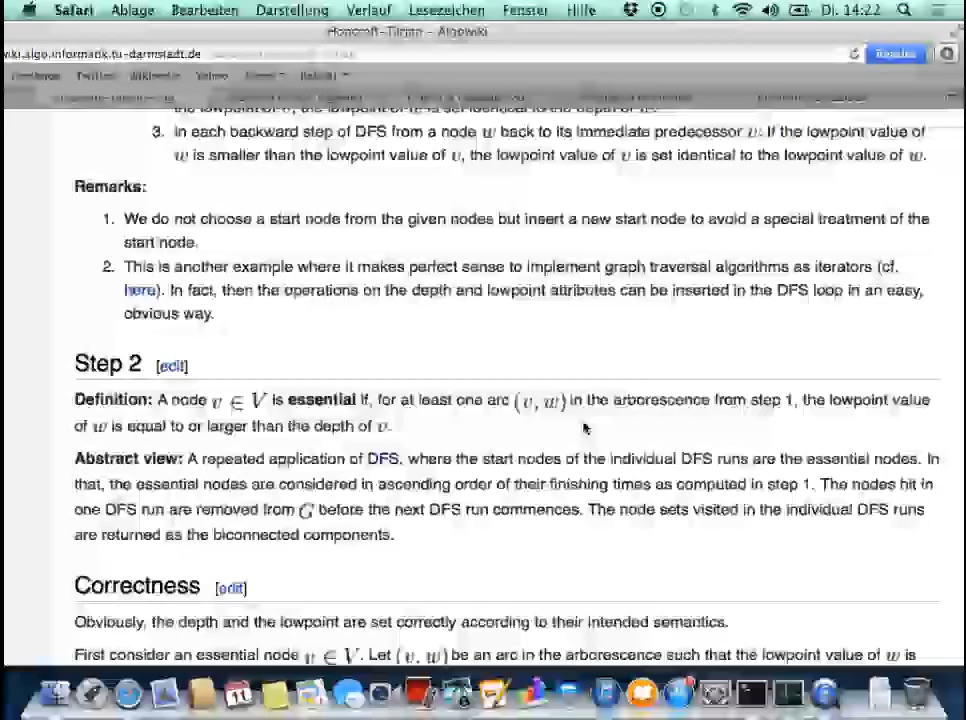 Safari Ablage Bearbeiten Darstellung Verlauf Lesezeichen Fenster Hilfe Di. 14:22
Hopcroft-Tarjan – Algowiki
wiki.algo.informatik.tu-darmstadt.de Reader
3. In each backward step of DFS from a node w back to its immediate predecessor v: If the lowpoint value of
w is smaller than the lowpoint value of v, the lowpoint value of v is set identical to the lowpoint value of w.
Remarks:
1. We do not choose a start node from the given nodes but insert a new start node to avoid a special treatment of the
start node.
2. This is another example where it makes perfect sense to implement graph traversal algorithms as iterators (cf.
here). In fact, then the operations on the depth and lowpoint attributes can be inserted in the DFS loop in an easy,
obvious way.
Step 2 [edit]
Definition: A node v ∈ V is essential if, for at least one arc (v, w) in the arborescence from step 1, the lowpoint value
of w is equal to or larger than the depth of v.
Abstract view: A repeated application of DFS, where the start nodes of the individual DFS runs are the essential nodes. In
that, the essential nodes are considered in ascending order of their finishing times as computed in step 1. The nodes hit in
one DFS run are removed from G before the next DFS run commences. The node sets visited in the individual DFS runs
are returned as the biconnected components.
Correctness [edit]
Obviously, the depth and the lowpoint are set correctly according to their intended semantics.
First consider an essential node v ∈ V. Let (v, w) be an arc in the arborescence such that the lowpoint value of w is